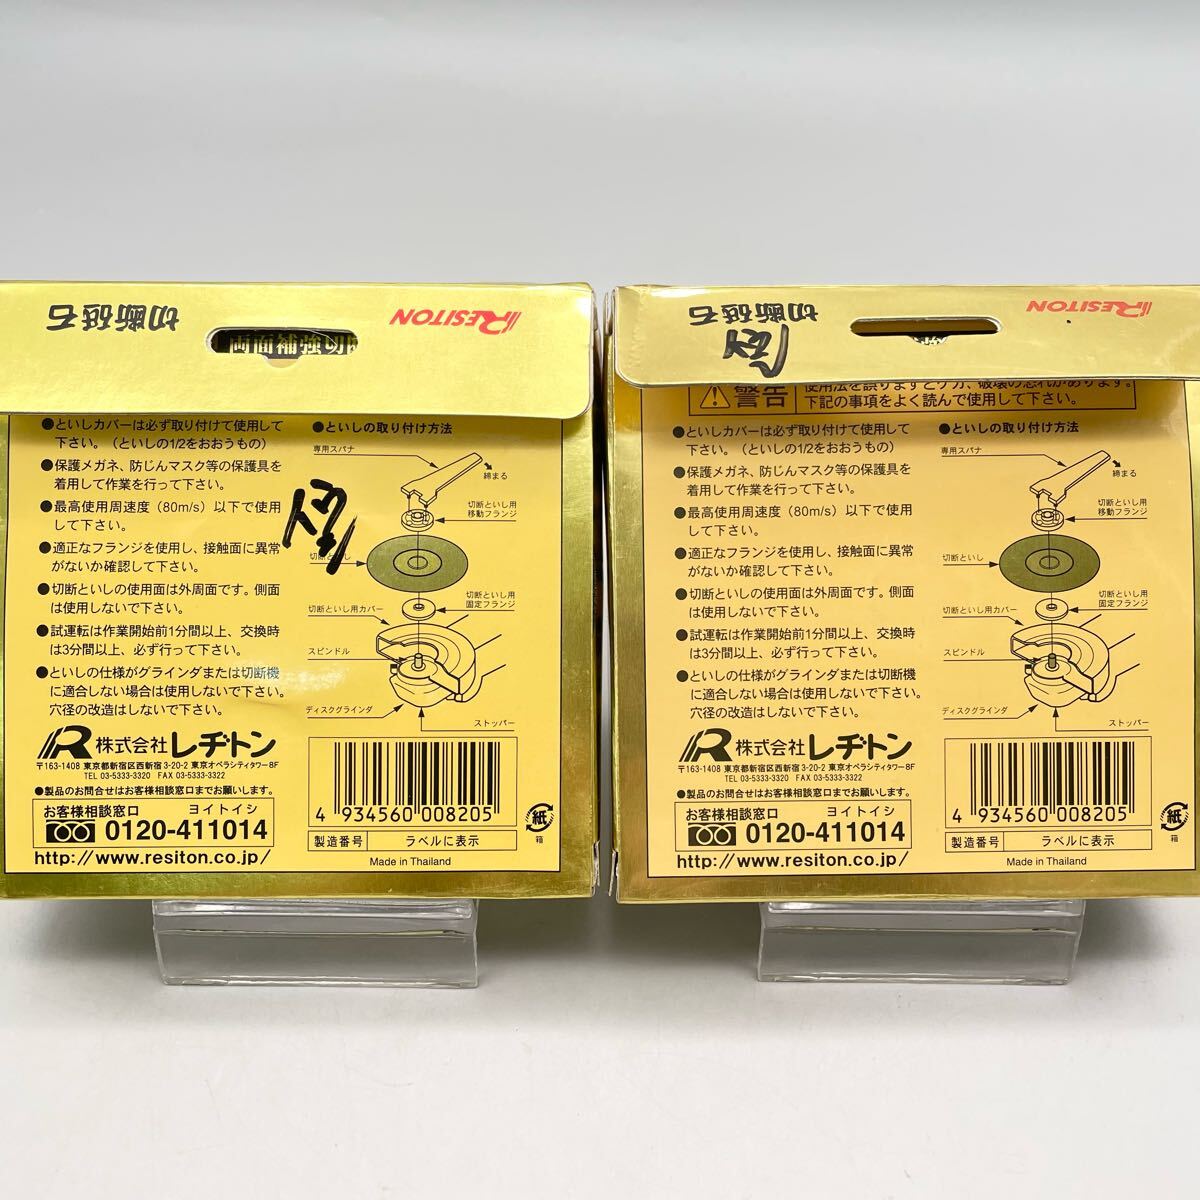 切断砥石
RESITON
両面補強切
●といしカバーは必ず取り付けて使用して
下さい。（といしの1/2をおおうもの）
●保護メガネ、防じんマスク等の保護具を
着用して作業を行って下さい。
●最高使用周速度（80m/s）以下で使用
して下さい。
●適正なフランジを使用し、接触面に異常
がないか確認して下さい。
●切断といしの使用面は外周面です。側面
は使用しないで下さい。
●試運転は作業開始前1分間以上、交換時
は3分間以上、必ず行って下さい。
●といしの仕様がグラインダまたは切断機
に適合しない場合は使用しないで下さい。
穴径の改造はしないで下さい。
●といしの取り付け方法
専用スパナ
締まる
切断といし用
移動フランジ
切断といし
切断といし用
固定フランジ
切断といし用カバー
スピンドル
ディスクグラインダ
ストッパー
株式会社レヂトン
〒163-1408 東京都新宿区西新宿3-20-2 東京オペラシティタワー8F
TEL 03-5333-3320 FAX 03-5333-3322
●製品のお問合せはお客様相談窓口までお願いします。
お客様相談窓口 ヨイトイシ
0120-411014
http://www.resiton.co.jp/
4 934560 008205
製造番号 ラベルに表示
Made in Thailand
紙
箱
切断砥石
RESITON
警告
使用法を誤りますとケガ、破壊の恐れがあります。
下記の事項をよく読んで使用して下さい。
●といしカバーは必ず取り付けて使用して
下さい。（といしの1/2をおおうもの）
●保護メガネ、防じんマスク等の保護具を
着用して作業を行って下さい。
●最高使用周速度（80m/s）以下で使用
して下さい。
●適正なフランジを使用し、接触面に異常
がないか確認して下さい。
●切断といしの使用面は外周面です。側面
は使用しないで下さい。
●試運転は作業開始前1分間以上、交換時
は3分間以上、必ず行って下さい。
●といしの仕様がグラインダまたは切断機
に適合しない場合は使用しないで下さい。
穴径の改造はしないで下さい。
●といしの取り付け方法
専用スパナ
締まる
切断といし用
移動フランジ
切断といし
切断といし用
固定フランジ
切断といし用カバー
スピンドル
ディスクグラインダ
ストッパー
株式会社レヂトン
〒163-1408 東京都新宿区西新宿3-20-2 東京オペラシティタワー8F
TEL 03-5333-3320 FAX 03-5333-3322
●製品のお問合せはお客様相談窓口までお願いします。
お客様相談窓口 ヨイトイシ
0120-411014
http://www.resiton.co.jp/
4 934560 008205
製造番号 ラベルに表示
Made in Thailand
紙
箱